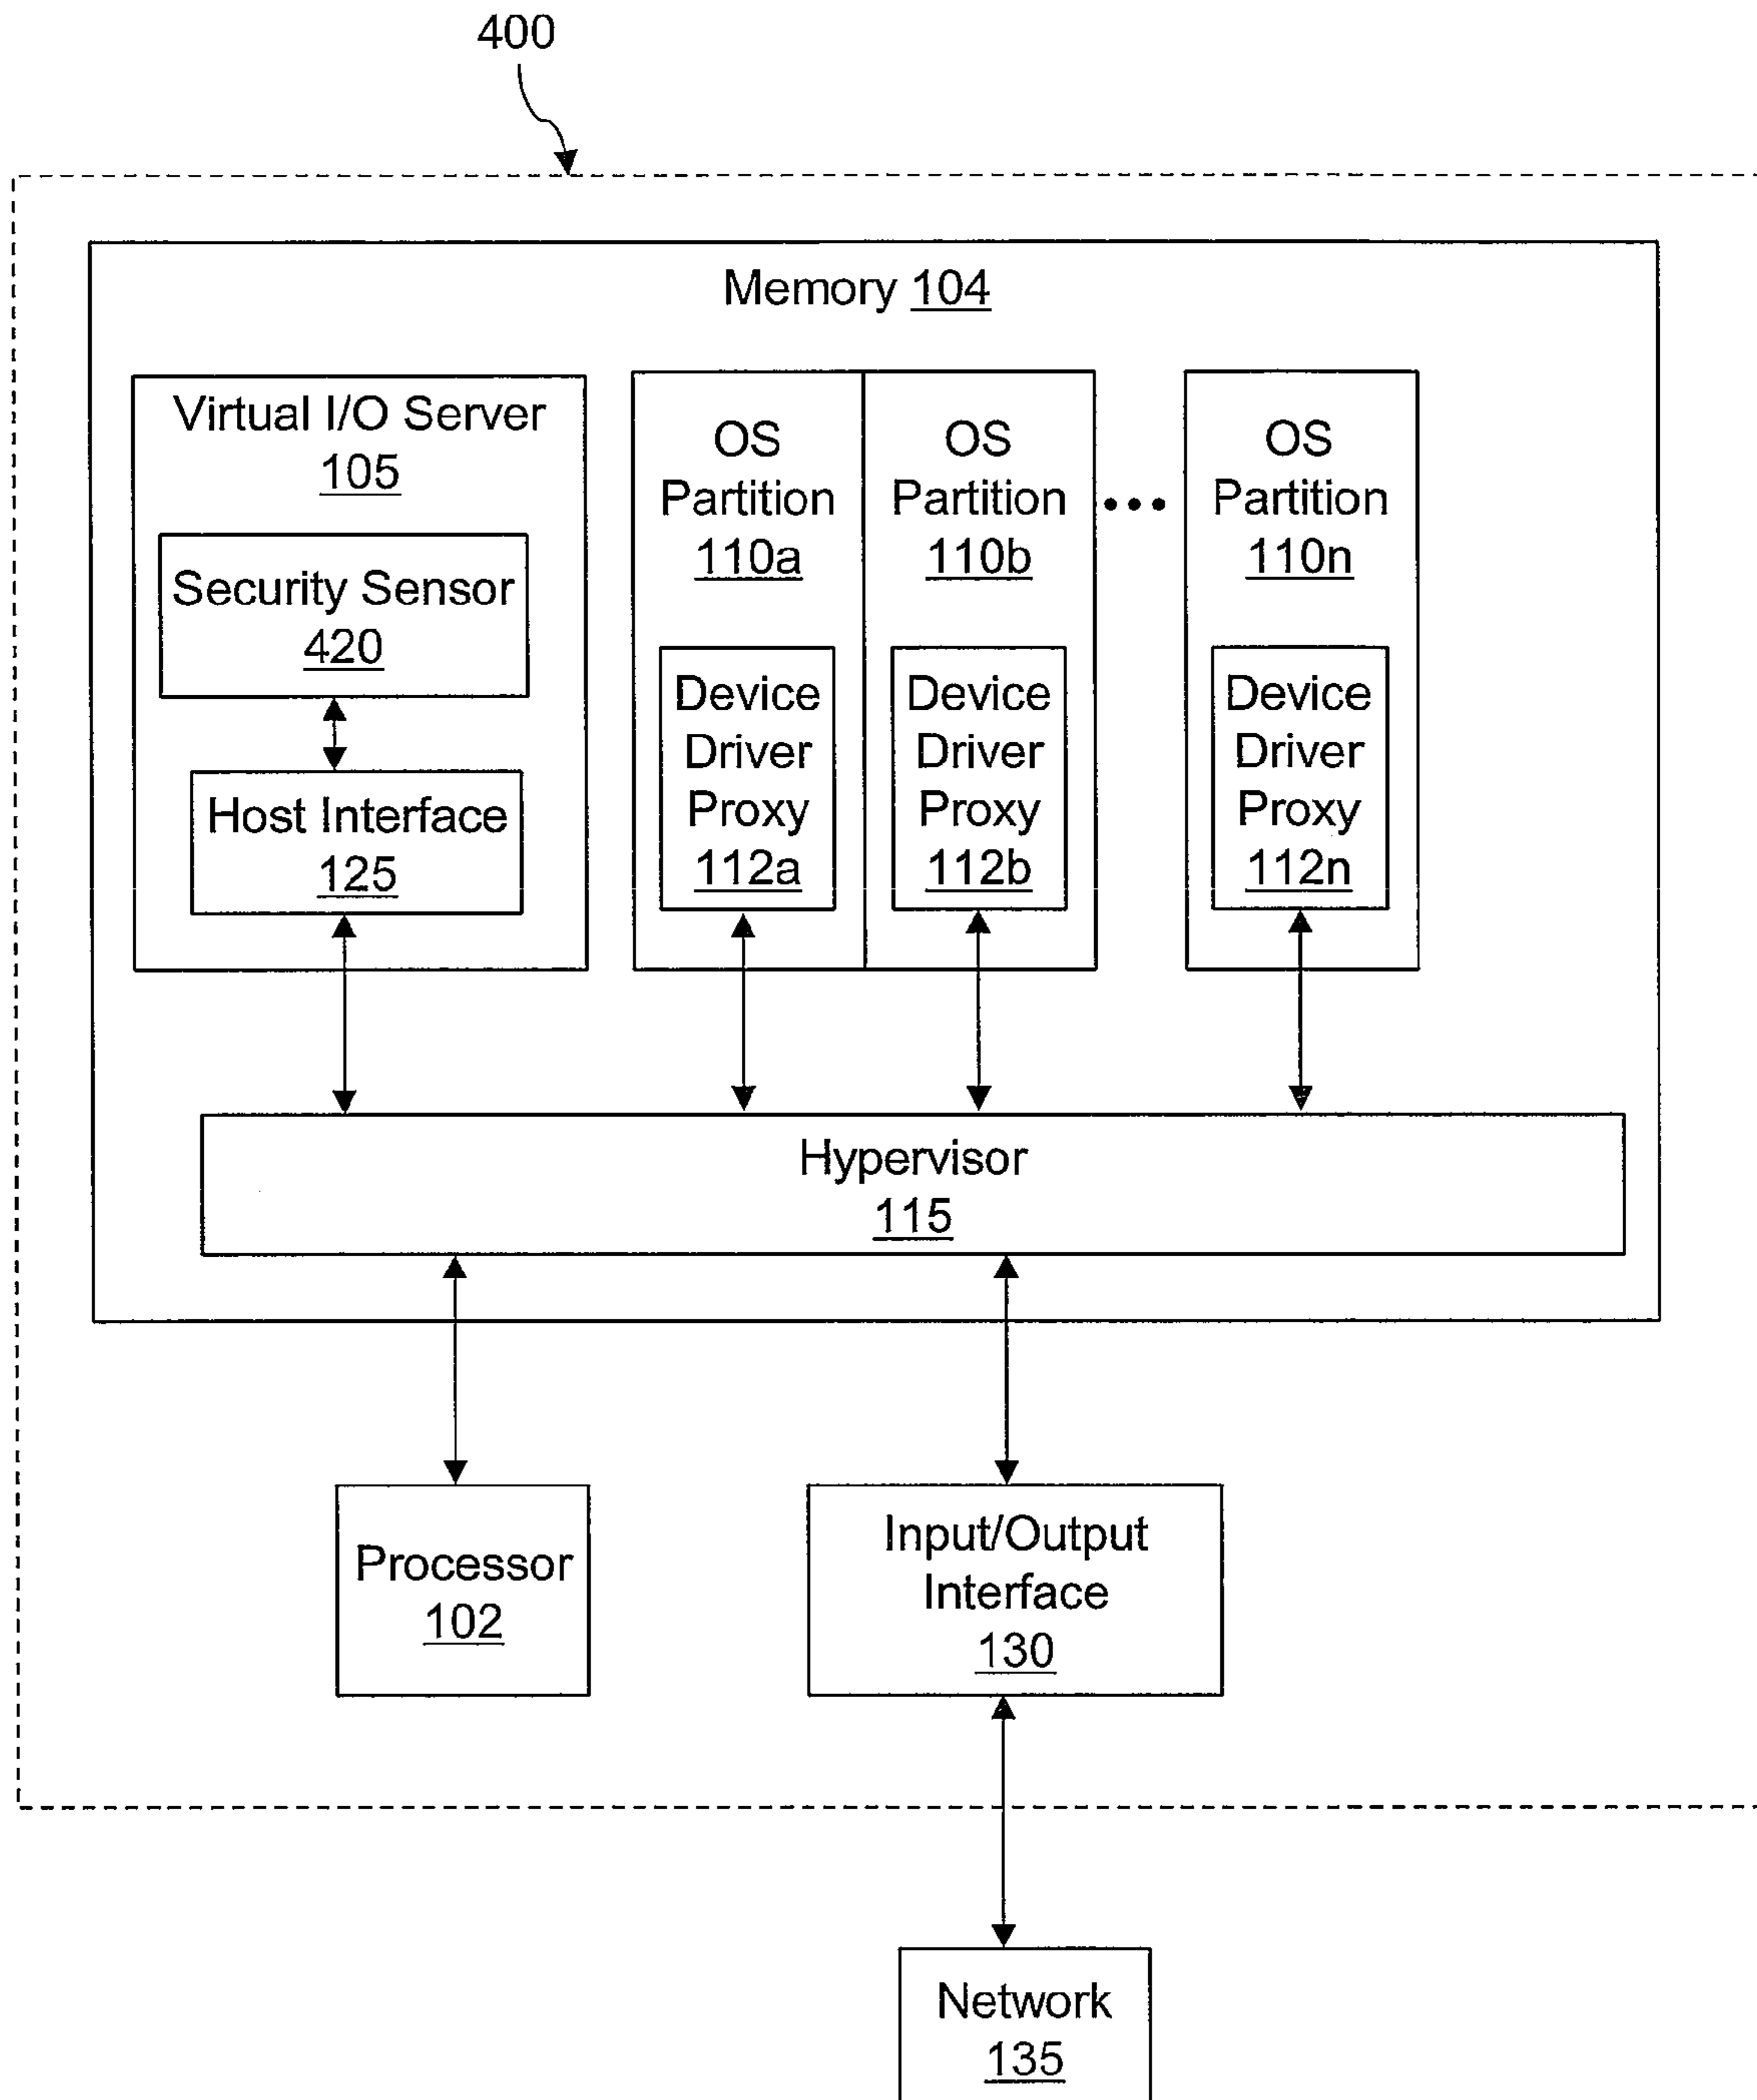 400
Memory 104
Virtual I/O Server
105
Security Sensor
420
Host Interface
125
OS
Partition
110a
Device
Driver
Proxy
112a
OS
Partition
110b
Device
Driver
Proxy
112b
•••
OS
Partition
110n
Device
Driver
Proxy
112n
Hypervisor
115
Processor
102
Input/Output
Interface
130
Network
135